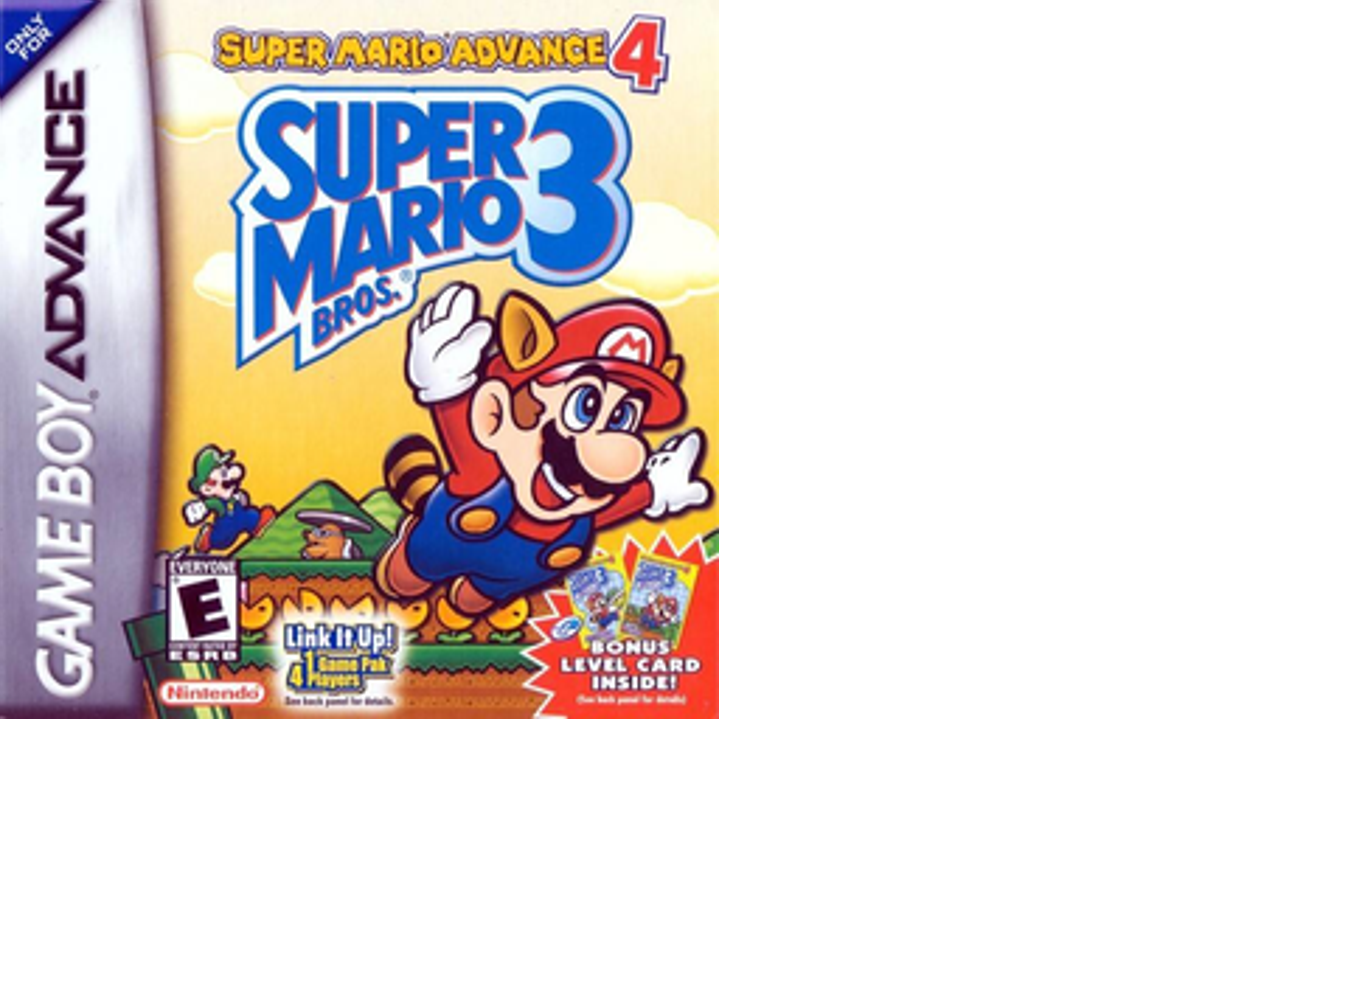 ONLY
FOR
GAME BOY ADVANCE
SUPER MARIO ADVANCE 4
SUPER
MARIO 3
BROS.®
M
EVERYONE
E
CONTENT RATED BY
ESRB
Nintendo®
Link It Up!
1 Game Pak
4 Players
See back panel for details.
BONUS
LEVEL CARD
INSIDE!
(See back panel for details)